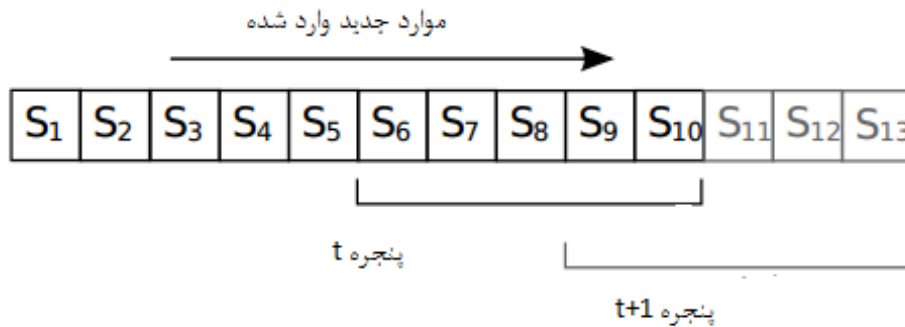 موارد جدید وارد شده
S1 S2 S3 S4 S5 S6 S7 S8 S9 S10 S11 S12 S13
پنجره t
پنجره t+1